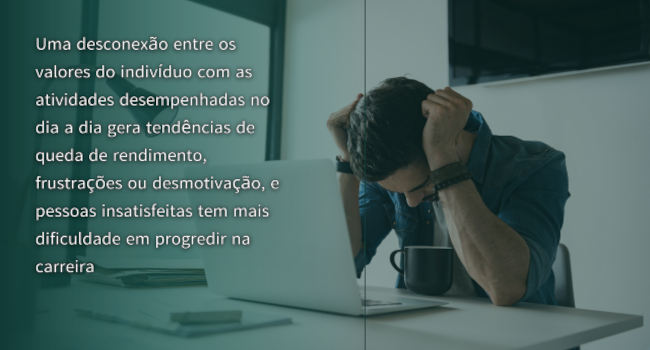 Uma desconexão entre os
valores do indivíduo com as
atividades desempenhadas no
dia a dia gera tendências de
queda de rendimento,
frustrações ou desmotivação, e
pessoas insatisfeitas tem mais
dificuldade em progredir na
carreira